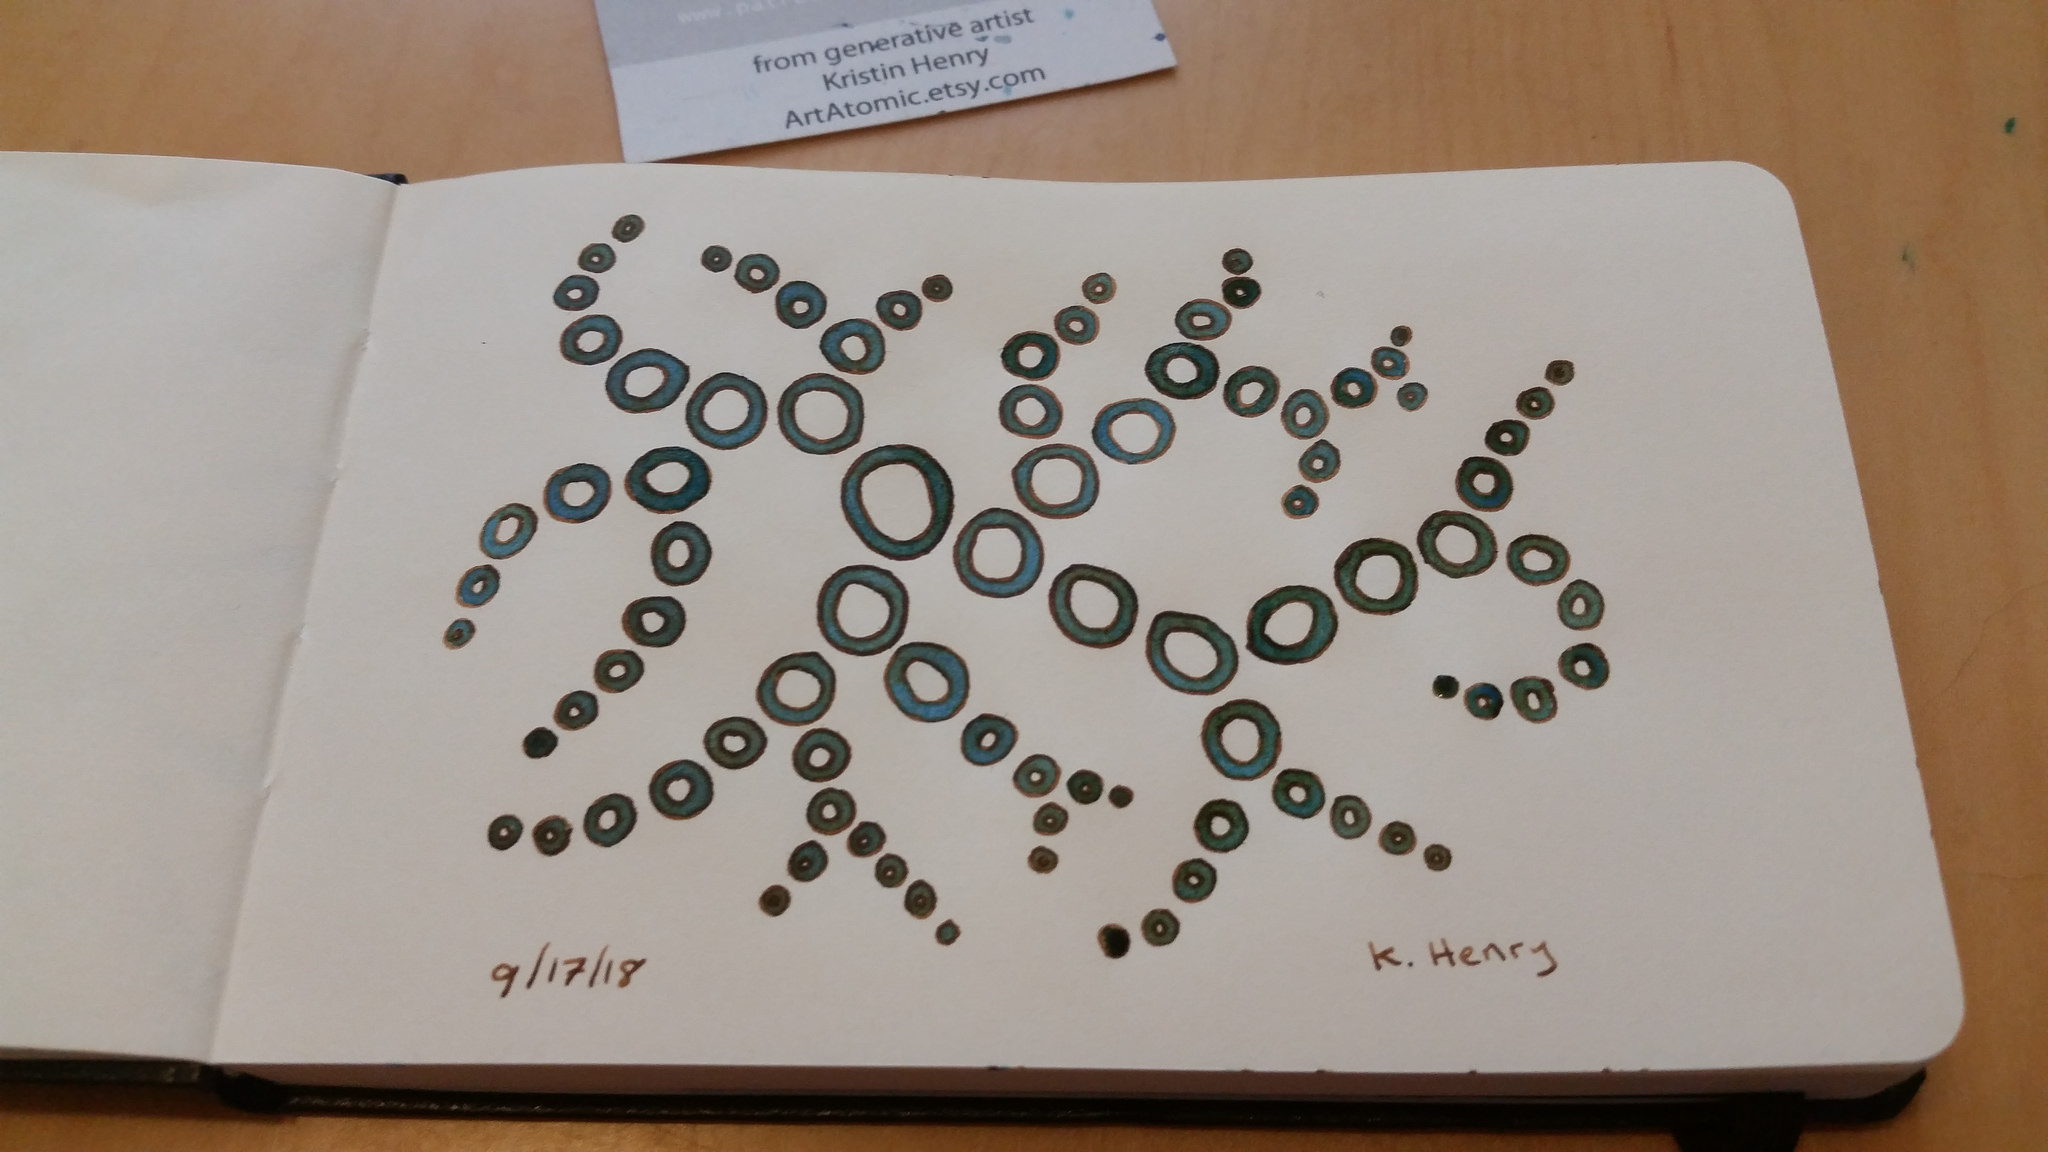 from generative artist
Kristin Henry
ArtAtomic.etsy.com
9/17/18
K. Henry